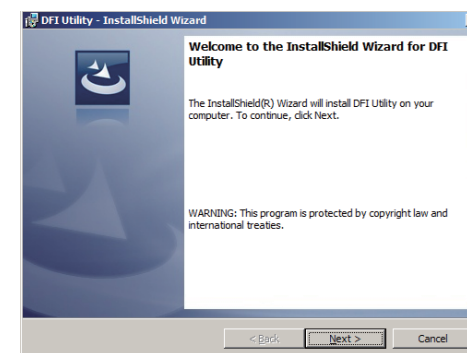 DFI Utility - InstallShield Wizard
Welcome to the InstallShield Wizard for DFI
Utility
The InstallShield(R) Wizard will install DFI Utility on your
computer. To continue, click Next.
WARNING: This program is protected by copyright law and
international treaties.
< Back Next > Cancel